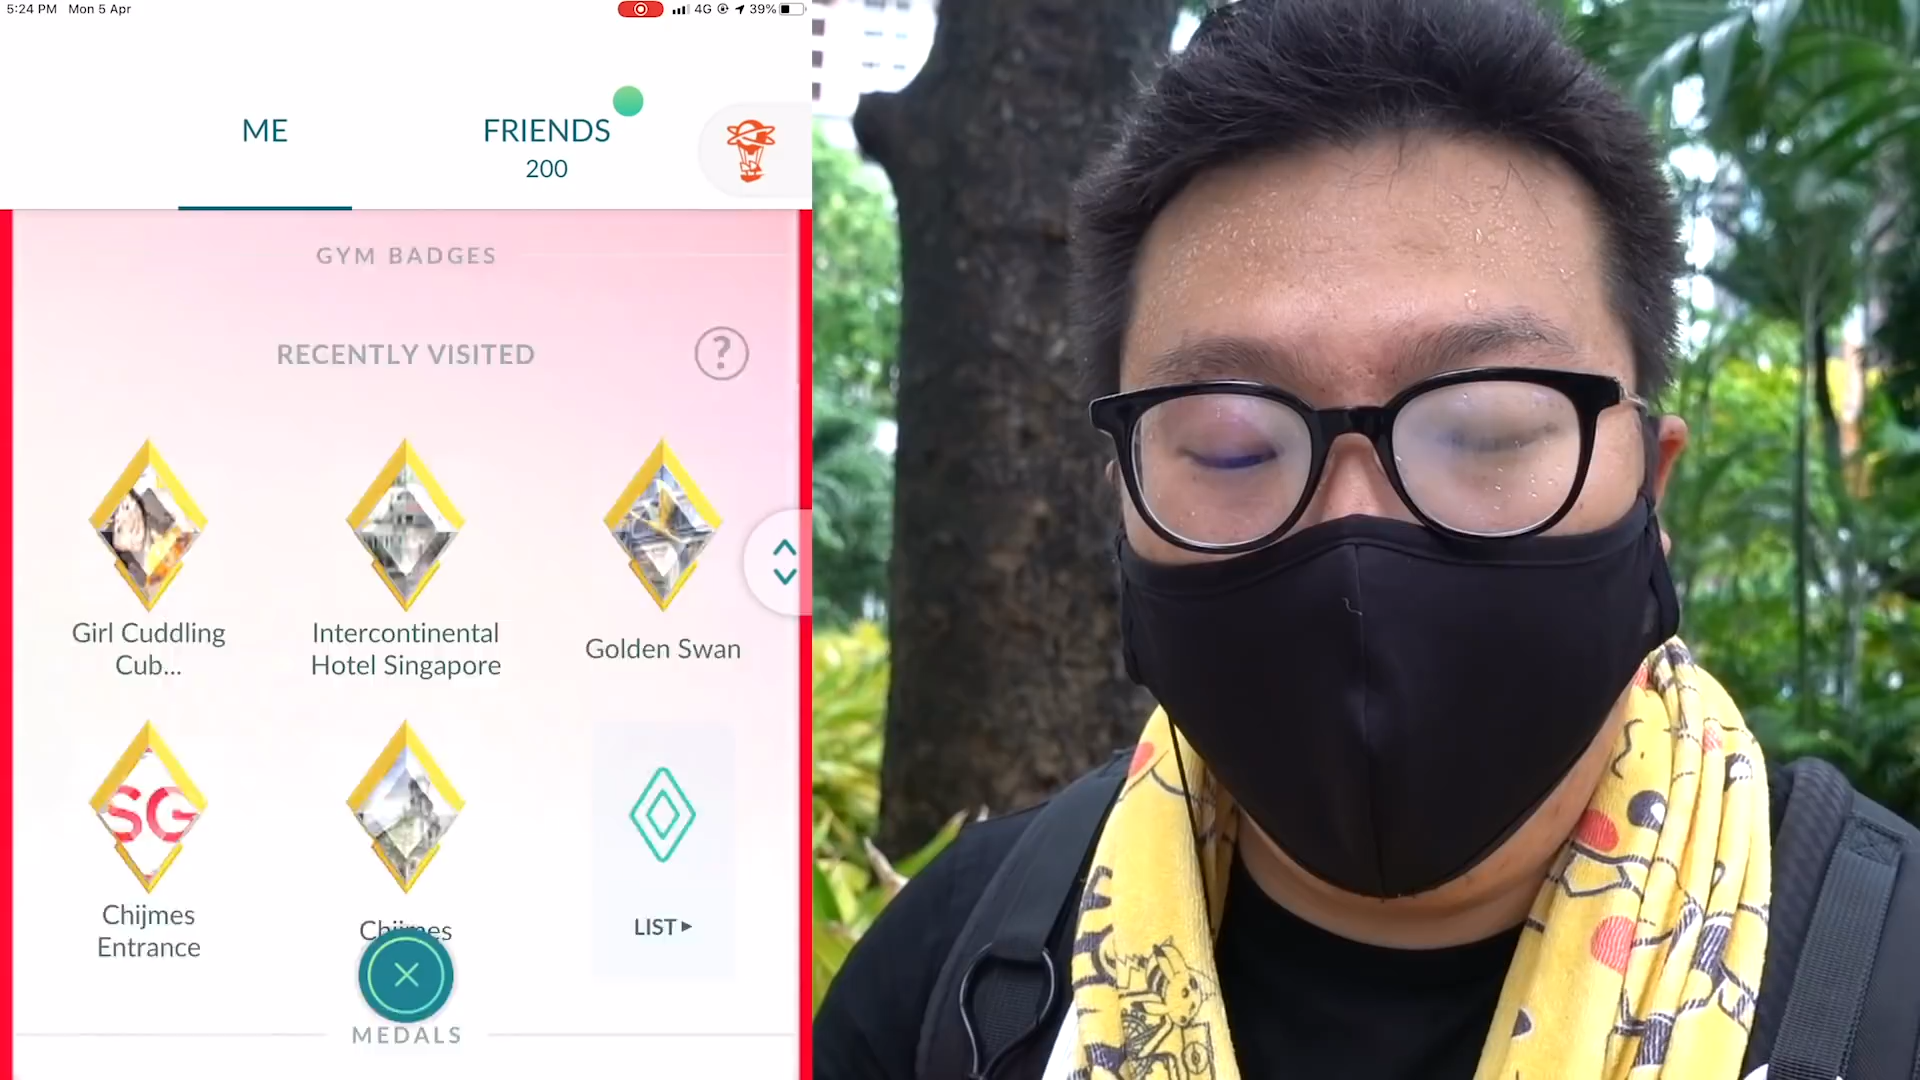 5:24 PM Mon 5 Apr
4G 39%
ME
FRIENDS
200
GYM BADGES
RECENTLY VISITED
?
Girl Cuddling
Cub...
Intercontinental
Hotel Singapore
Golden Swan
SG
Chijmes
Entrance
Chijmes
LIST
MEDALS